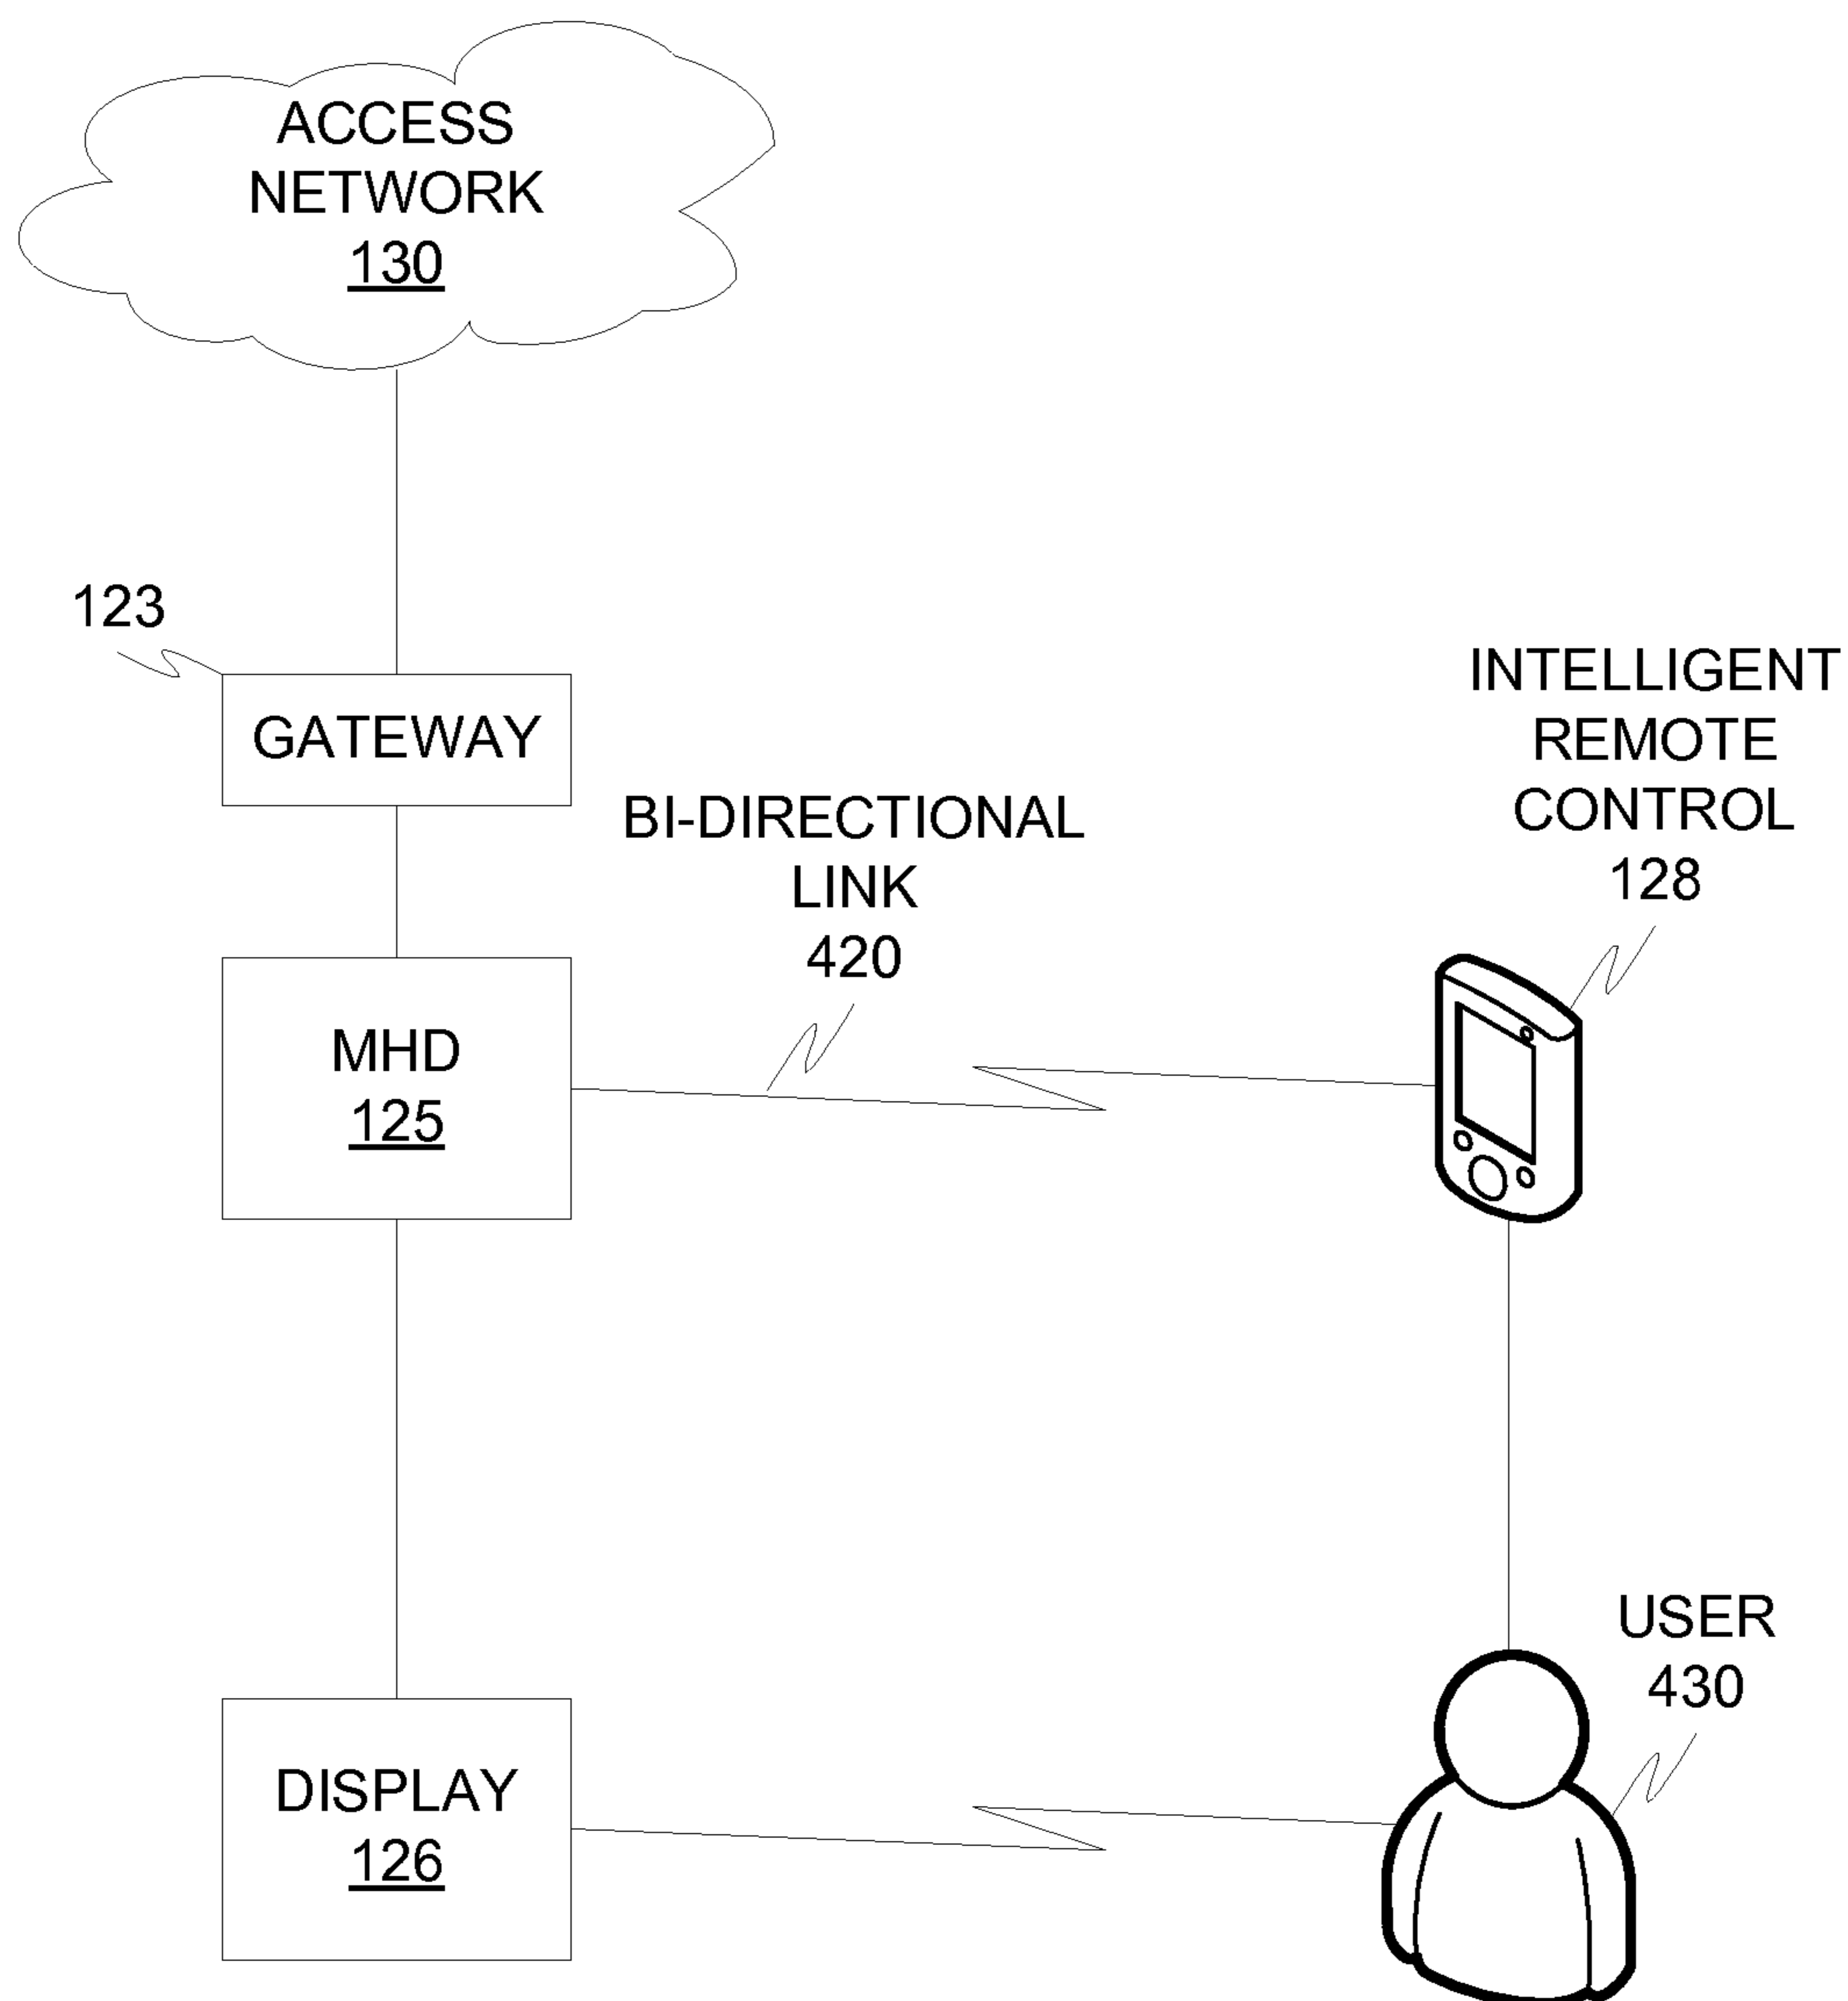 ACCESS
NETWORK
130
123
GATEWAY
INTELLIGENT
REMOTE
CONTROL
128
BI-DIRECTIONAL
LINK
420
MHD
125
USER
430
DISPLAY
126